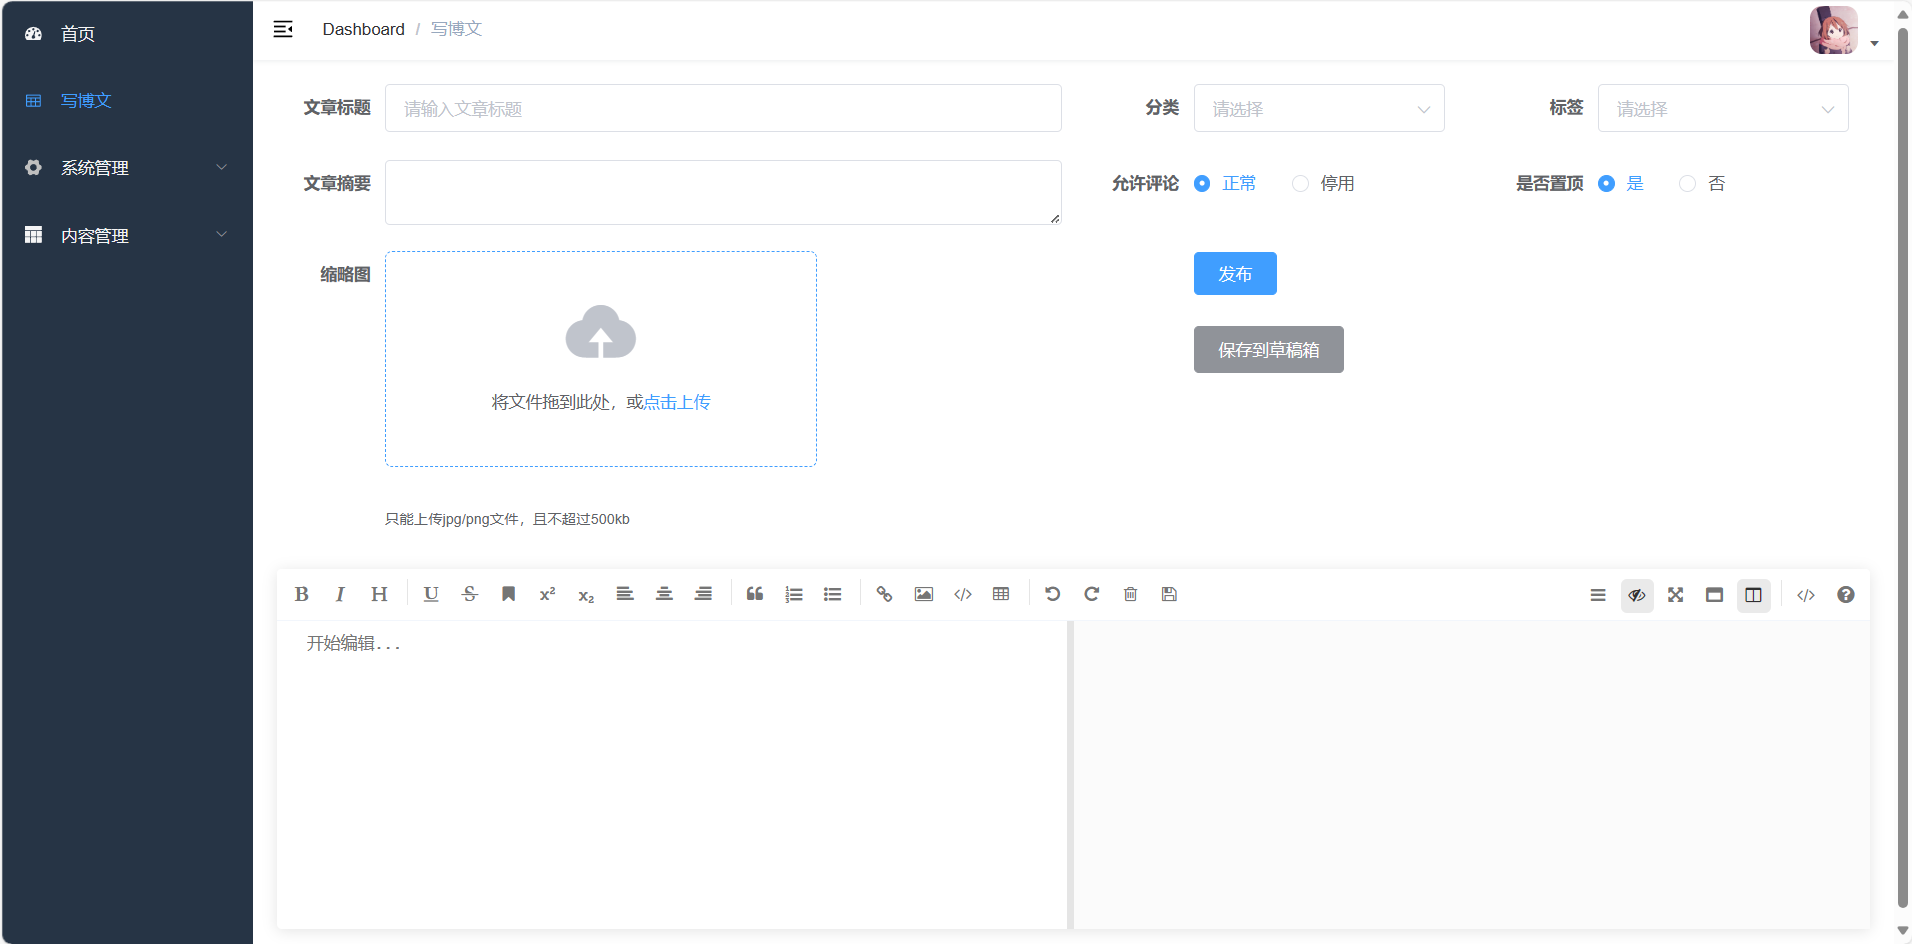 首页
写博文
系统管理
内容管理
Dashboard / 写博文
文章标题 请输入文章标题 分类 请选择 标签 请选择
文章摘要 允许评论 正常 停用 是否置顶 是 否
缩略图 发布
保存到草稿箱
将文件拖到此处，或点击上传
只能上传jpg/png文件，且不超过500kb
开始编辑...